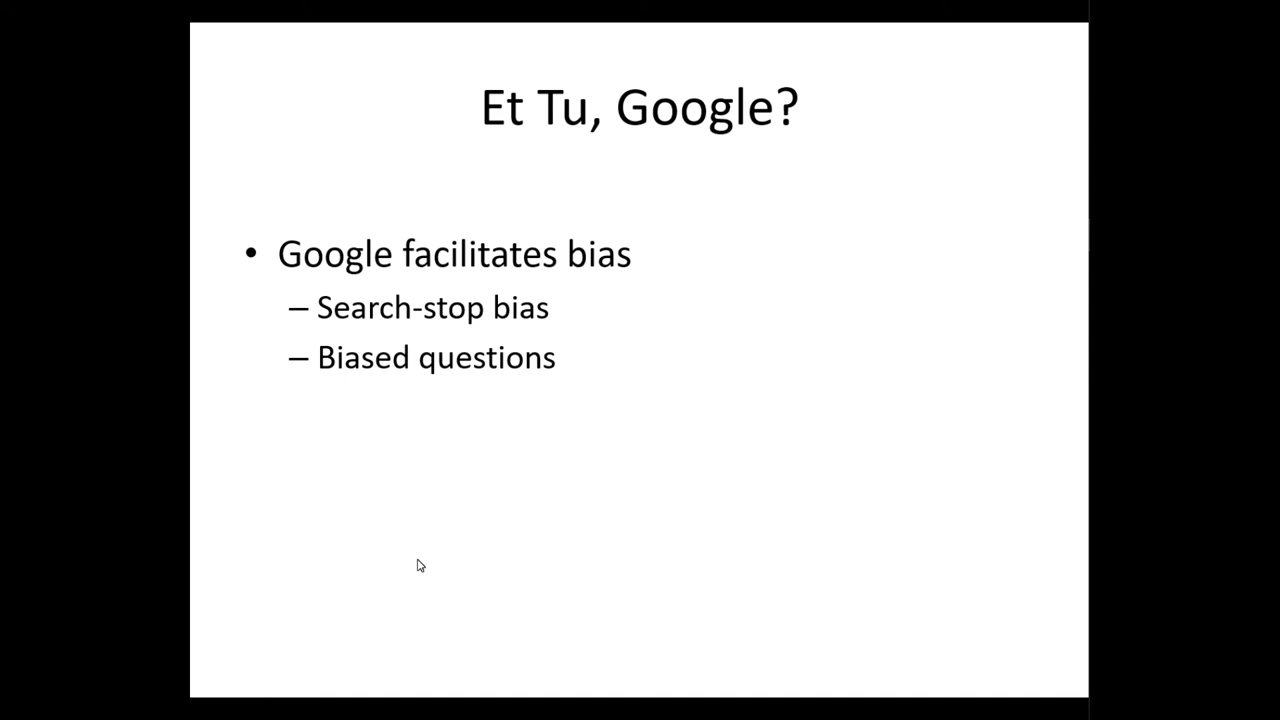 Et Tu, Google?
• Google facilitates bias
– Search-stop bias
– Biased questions